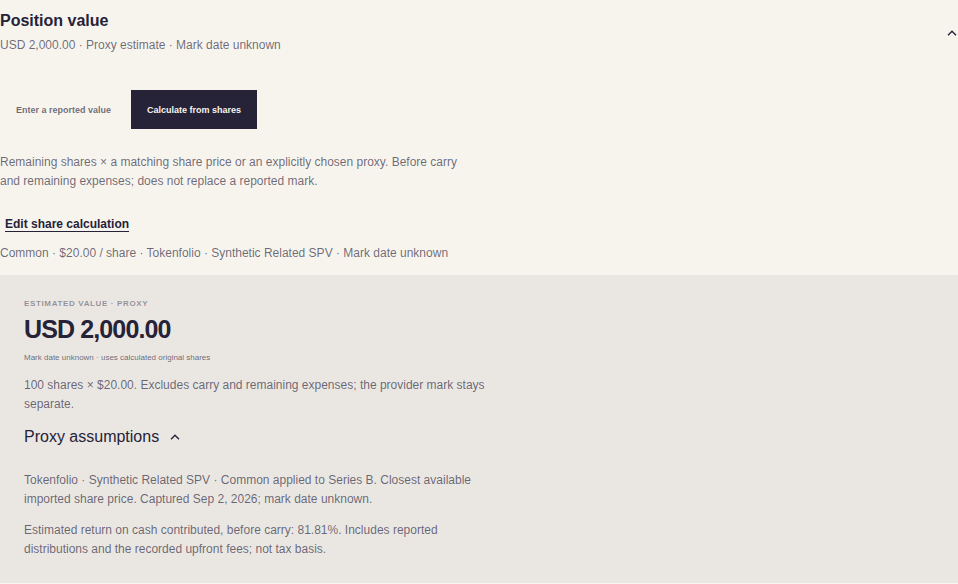 Position value
USD 2,000.00 · Proxy estimate · Mark date unknown
Enter a reported value
Calculate from shares
Remaining shares × a matching share price or an explicitly chosen proxy. Before carry
and remaining expenses; does not replace a reported mark.
Edit share calculation
Common · $20.00 / share · Tokenfolio · Synthetic Related SPV · Mark date unknown
ESTIMATED VALUE · PROXY
USD 2,000.00
Mark date unknown · uses calculated original shares
100 shares × $20.00. Excludes carry and remaining expenses; the provider mark stays
separate.
Proxy assumptions
Tokenfolio · Synthetic Related SPV · Common applied to Series B. Closest available
imported share price. Captured Sep 2, 2026; mark date unknown.
Estimated return on cash contributed, before carry: 81.81%. Includes reported
distributions and the recorded upfront fees; not tax basis.